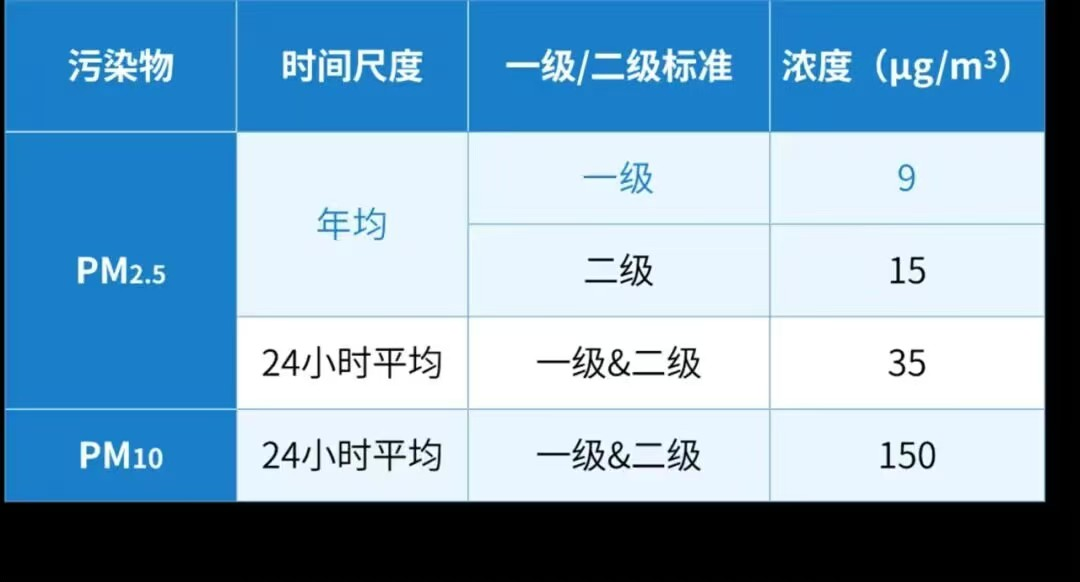 污染物 时间尺度 一级/二级标准 浓度（μg/m³）
PM2.5 年均 一级 9
二级 15
24小时平均 一级&二级 35
PM10 24小时平均 一级&二级 150